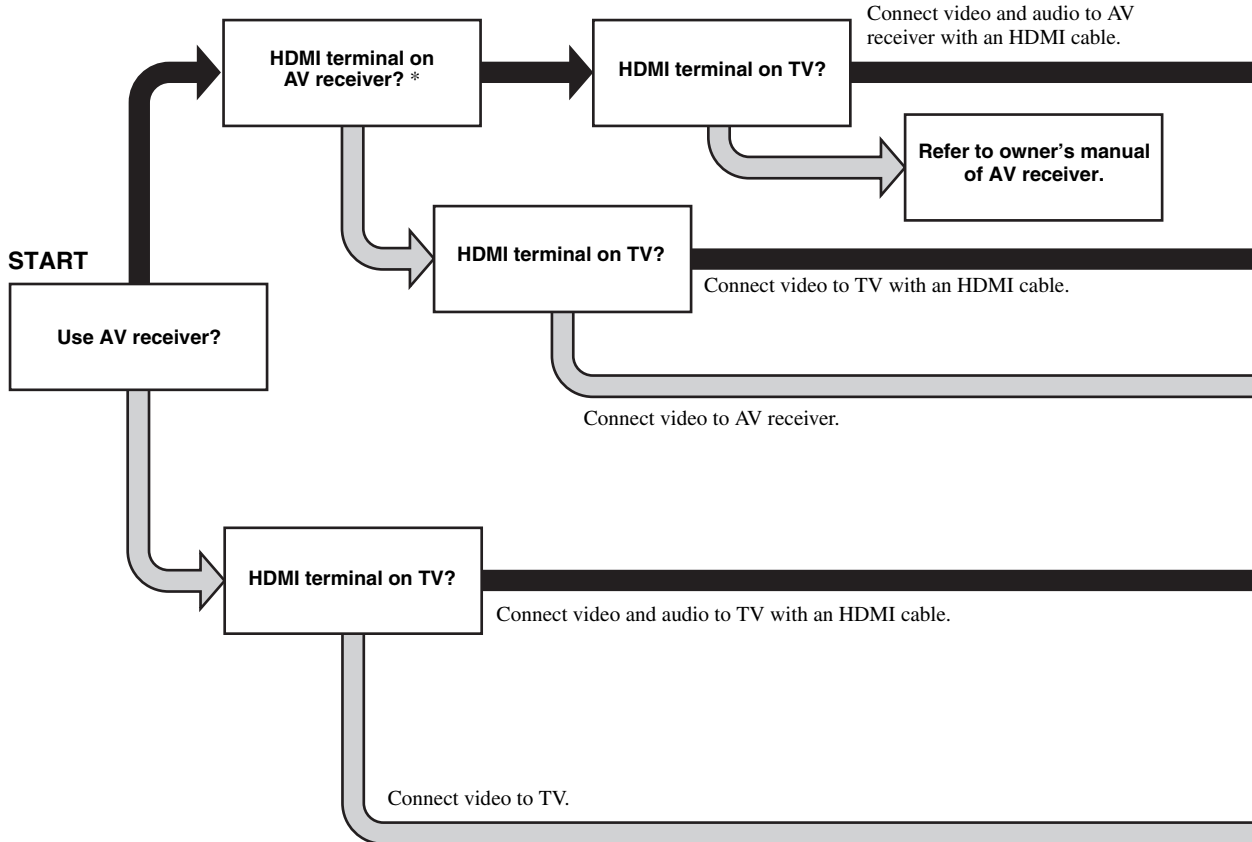 Connect video and audio to AV
receiver with an HDMI cable.
HDMI terminal on
AV receiver? *
HDMI terminal on TV?
Refer to owner's manual
of AV receiver.
HDMI terminal on TV?
START
Connect video to TV with an HDMI cable.
Use AV receiver?
Connect video to AV receiver.
HDMI terminal on TV?
Connect video and audio to TV with an HDMI cable.
Connect video to TV.